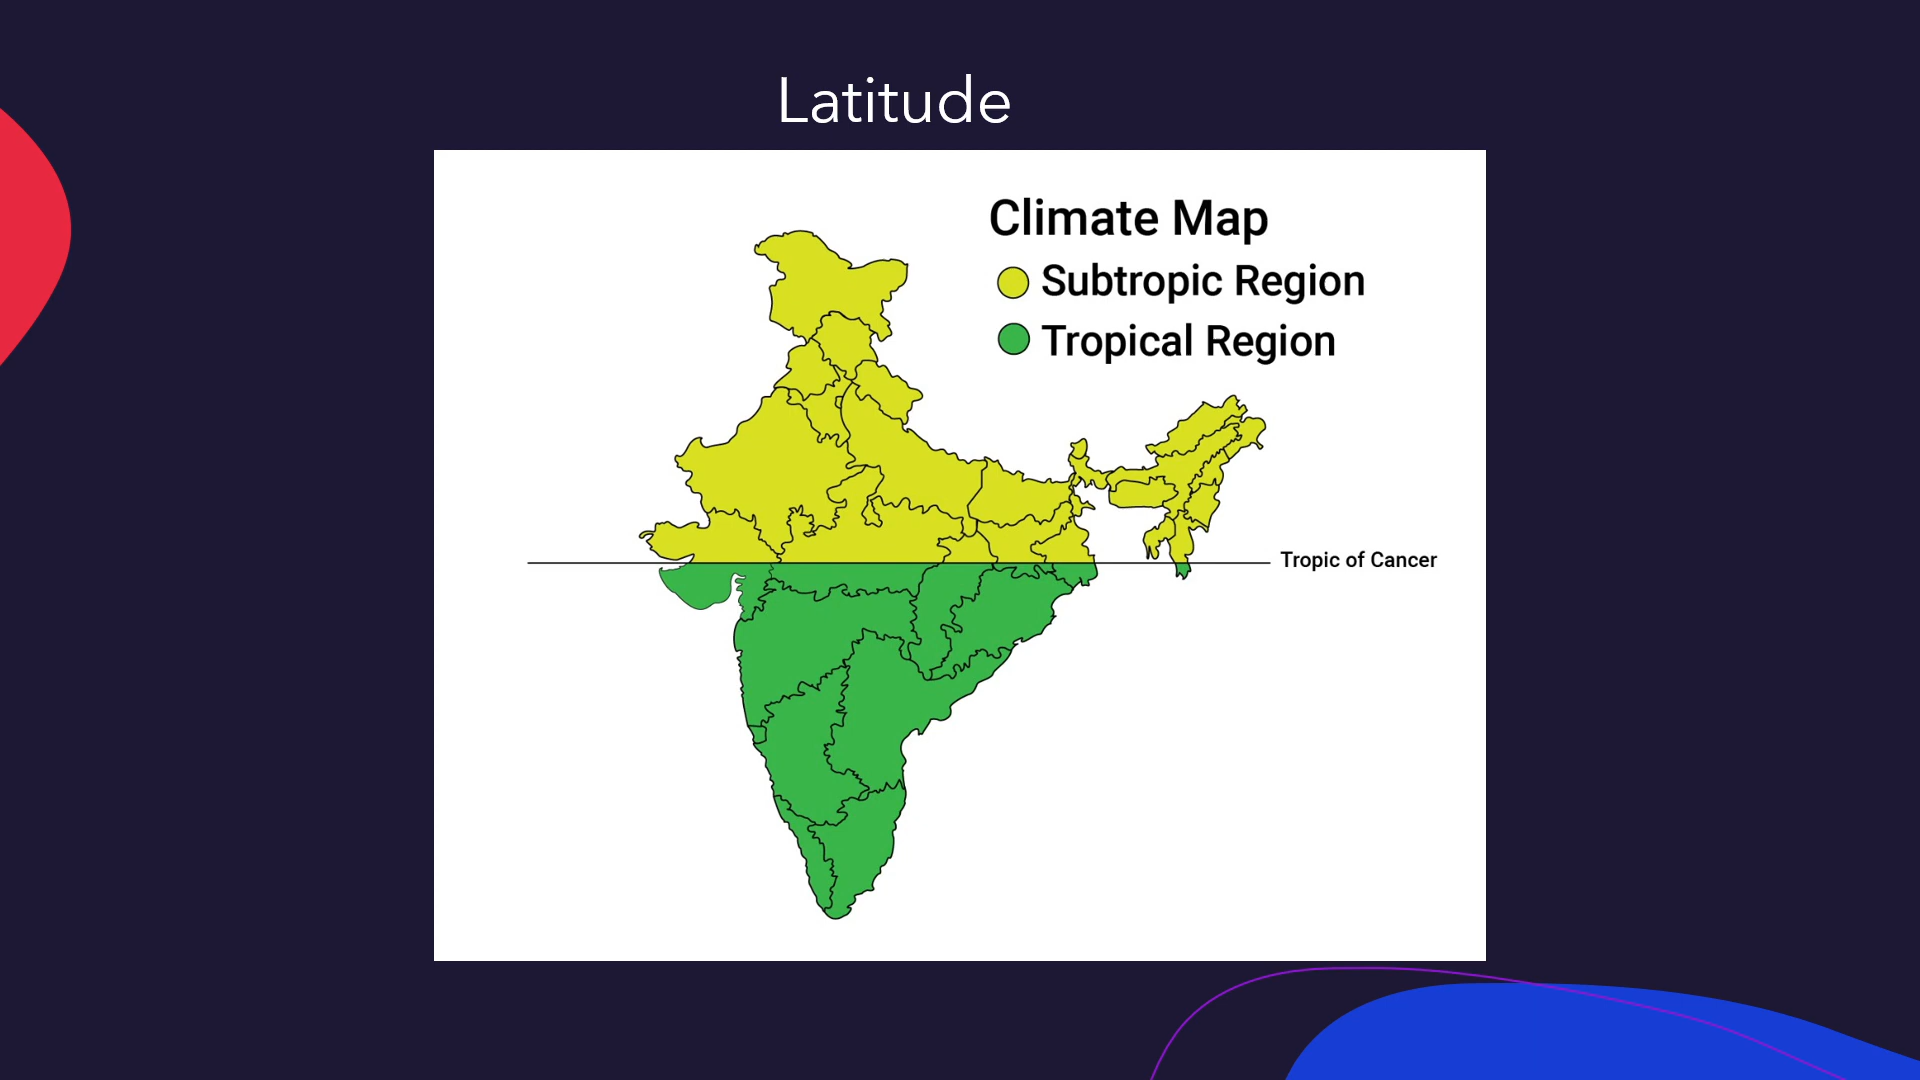 Latitude
Climate Map
Subtropic Region
Tropical Region
Tropic of Cancer